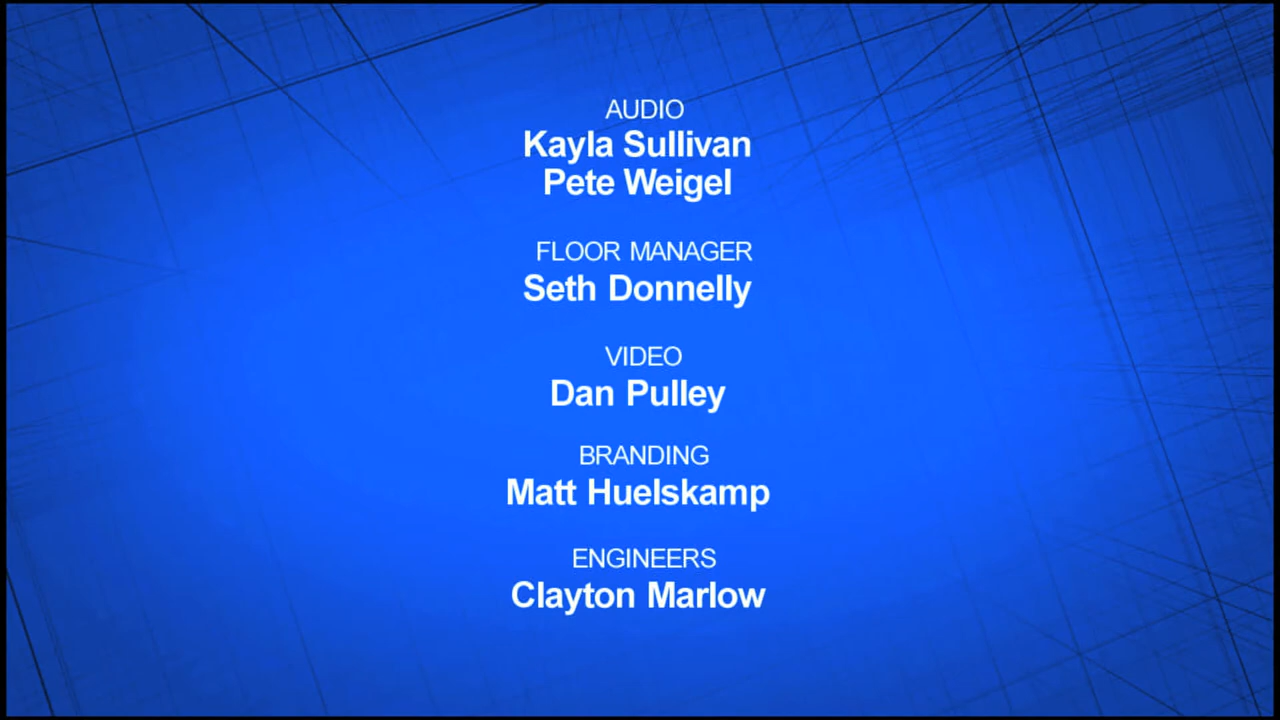 AUDIO
Kayla Sullivan
Pete Weigel
FLOOR MANAGER
Seth Donnelly
VIDEO
Dan Pulley
BRANDING
Matt Huelskamp
ENGINEERS
Clayton Marlow